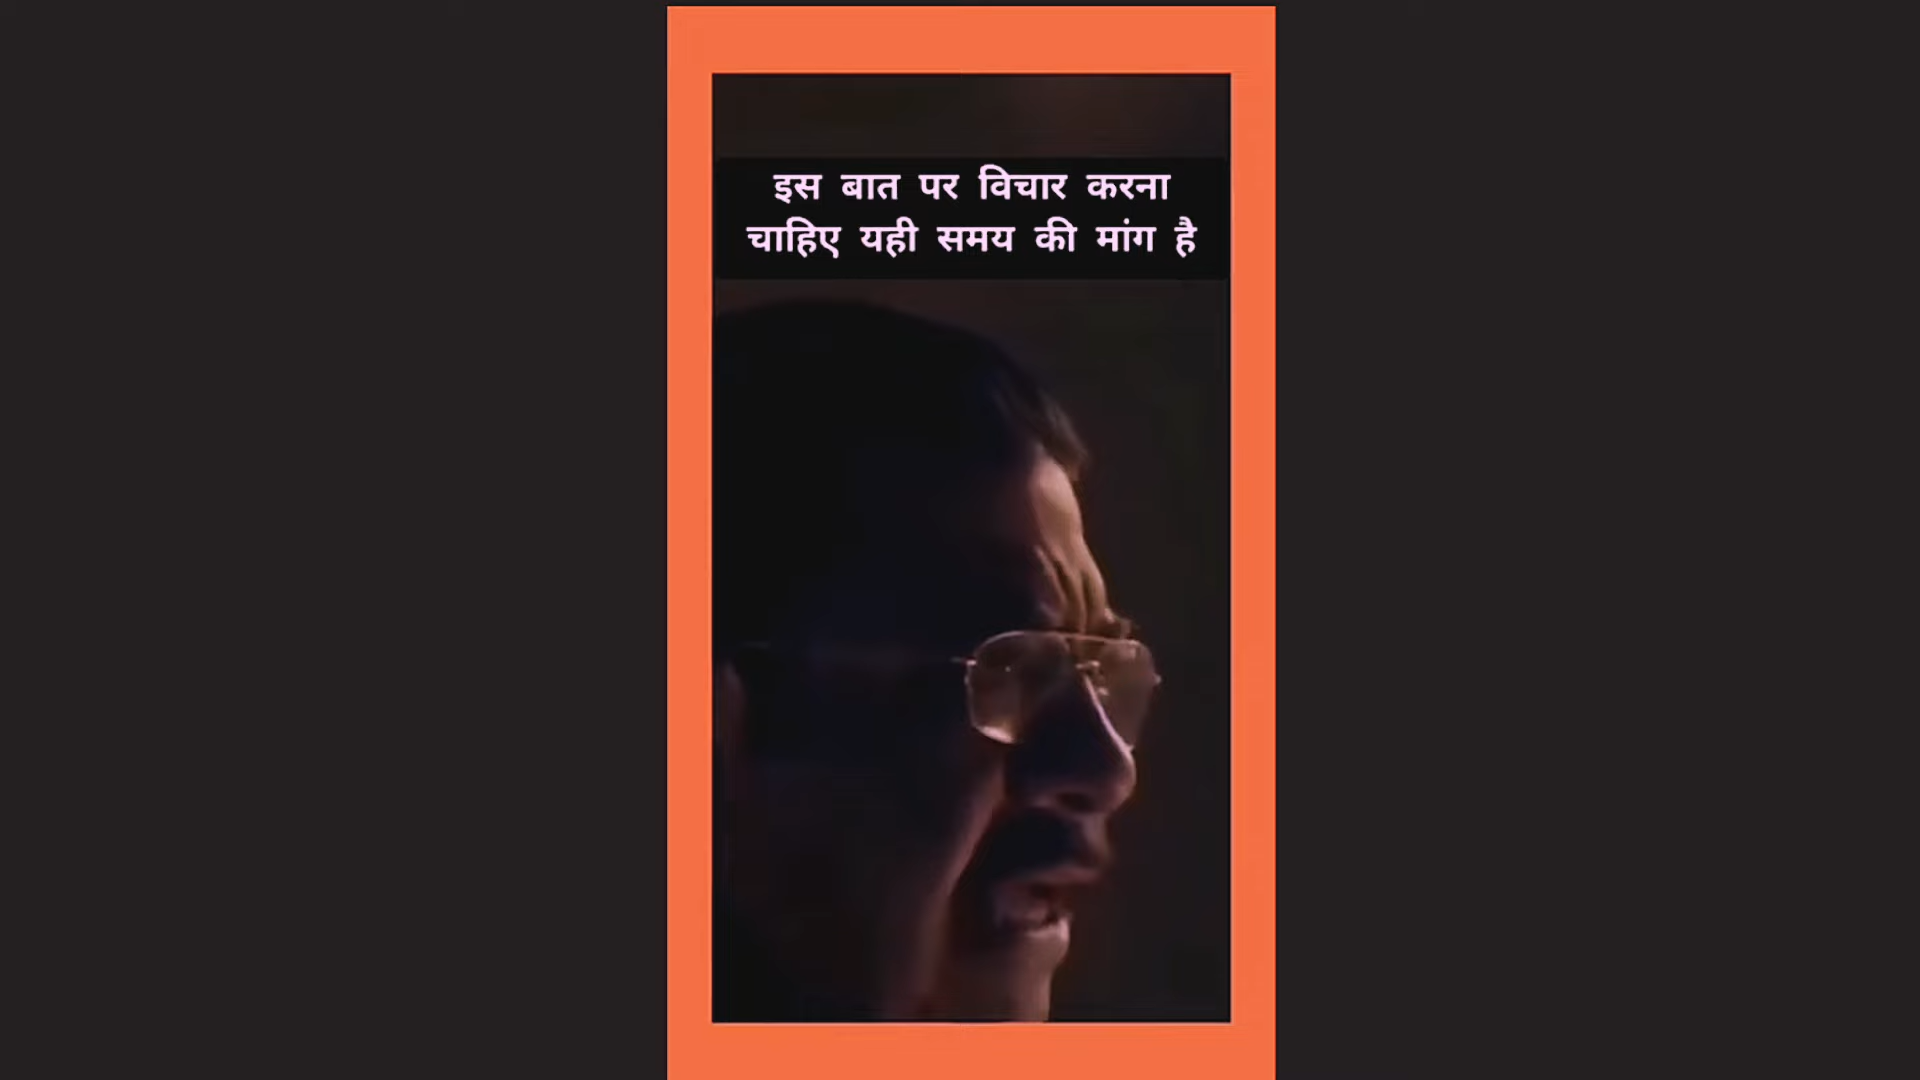 इस बात पर विचार करना
चाहिए यही समय की मांग है